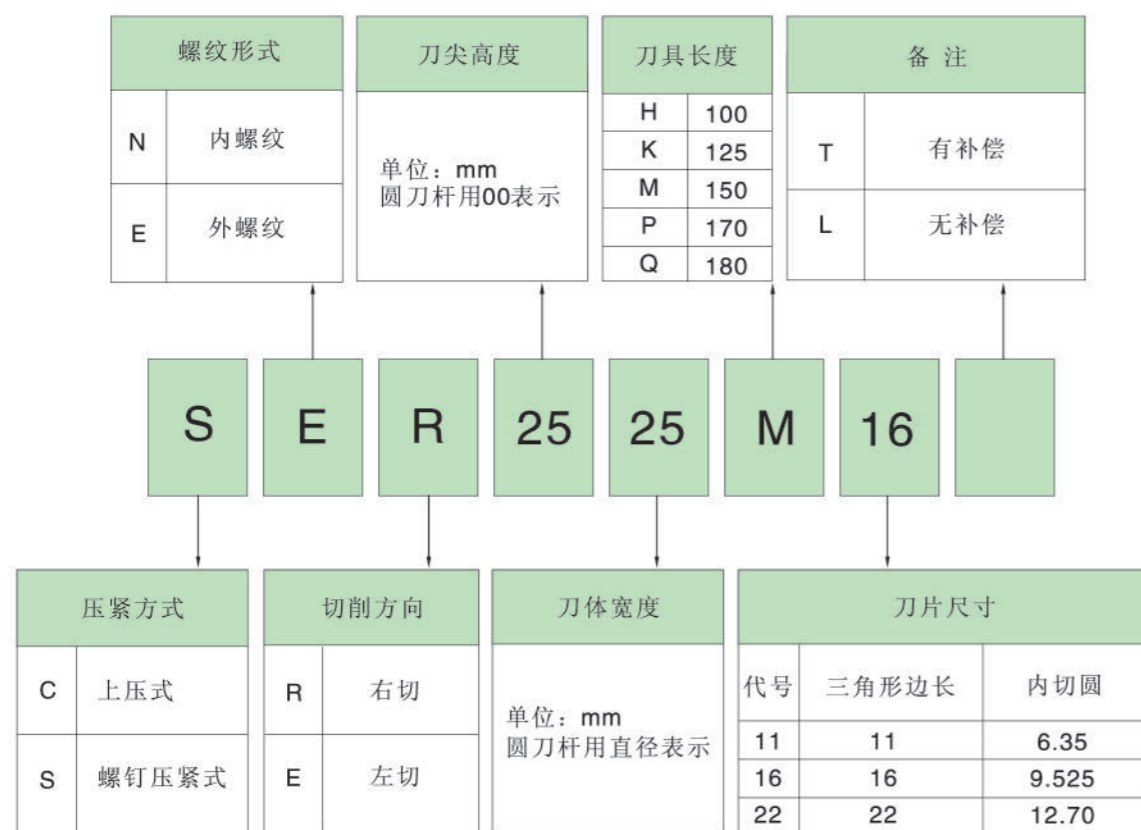 螺纹形式
N 内螺纹
E 外螺纹
刀尖高度
单位：mm
圆刀杆用00表示
刀具长度
H 100
K 125
M 150
P 170
Q 180
备 注
T 有补偿
L 无补偿
S E R 25 25 M 16
压紧方式
C 上压式
S 螺钉压紧式
切削方向
R 右切
E 左切
刀体宽度
单位：mm
圆刀杆用直径表示
刀片尺寸
代号 三角形边长 内切圆
11 11 6.35
16 16 9.525
22 22 12.70